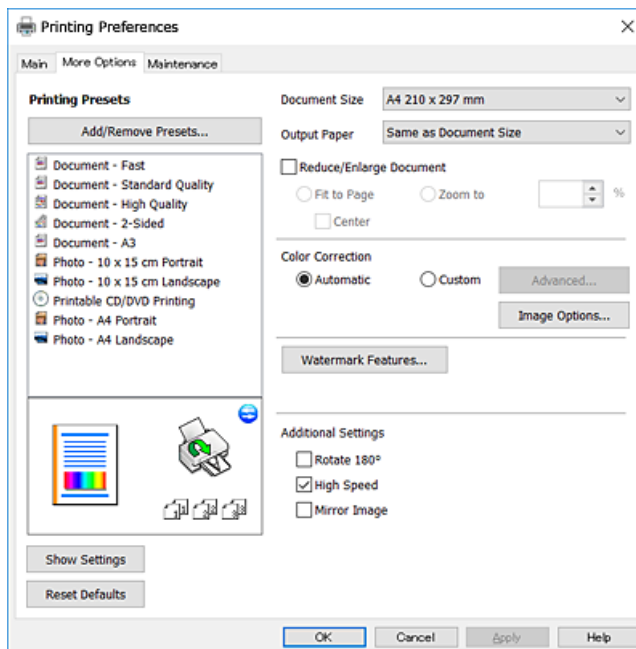 Printing Preferences
Main More Options Maintenance
Printing Presets
Add/Remove Presets...
Document - Fast
Document - Standard Quality
Document - High Quality
Document - 2-Sided
Document - A3
Photo - 10 x 15 cm Portrait
Photo - 10 x 15 cm Landscape
Printable CD/DVD Printing
Photo - A4 Portrait
Photo - A4 Landscape
Show Settings
Reset Defaults
Document Size A4 210 x 297 mm
Output Paper Same as Document Size
Reduce/Enlarge Document
Fit to Page Zoom to %
Center
Color Correction
Automatic Custom Advanced...
Image Options...
Watermark Features...
Additional Settings
Rotate 180°
High Speed
Mirror Image
OK Cancel Apply Help